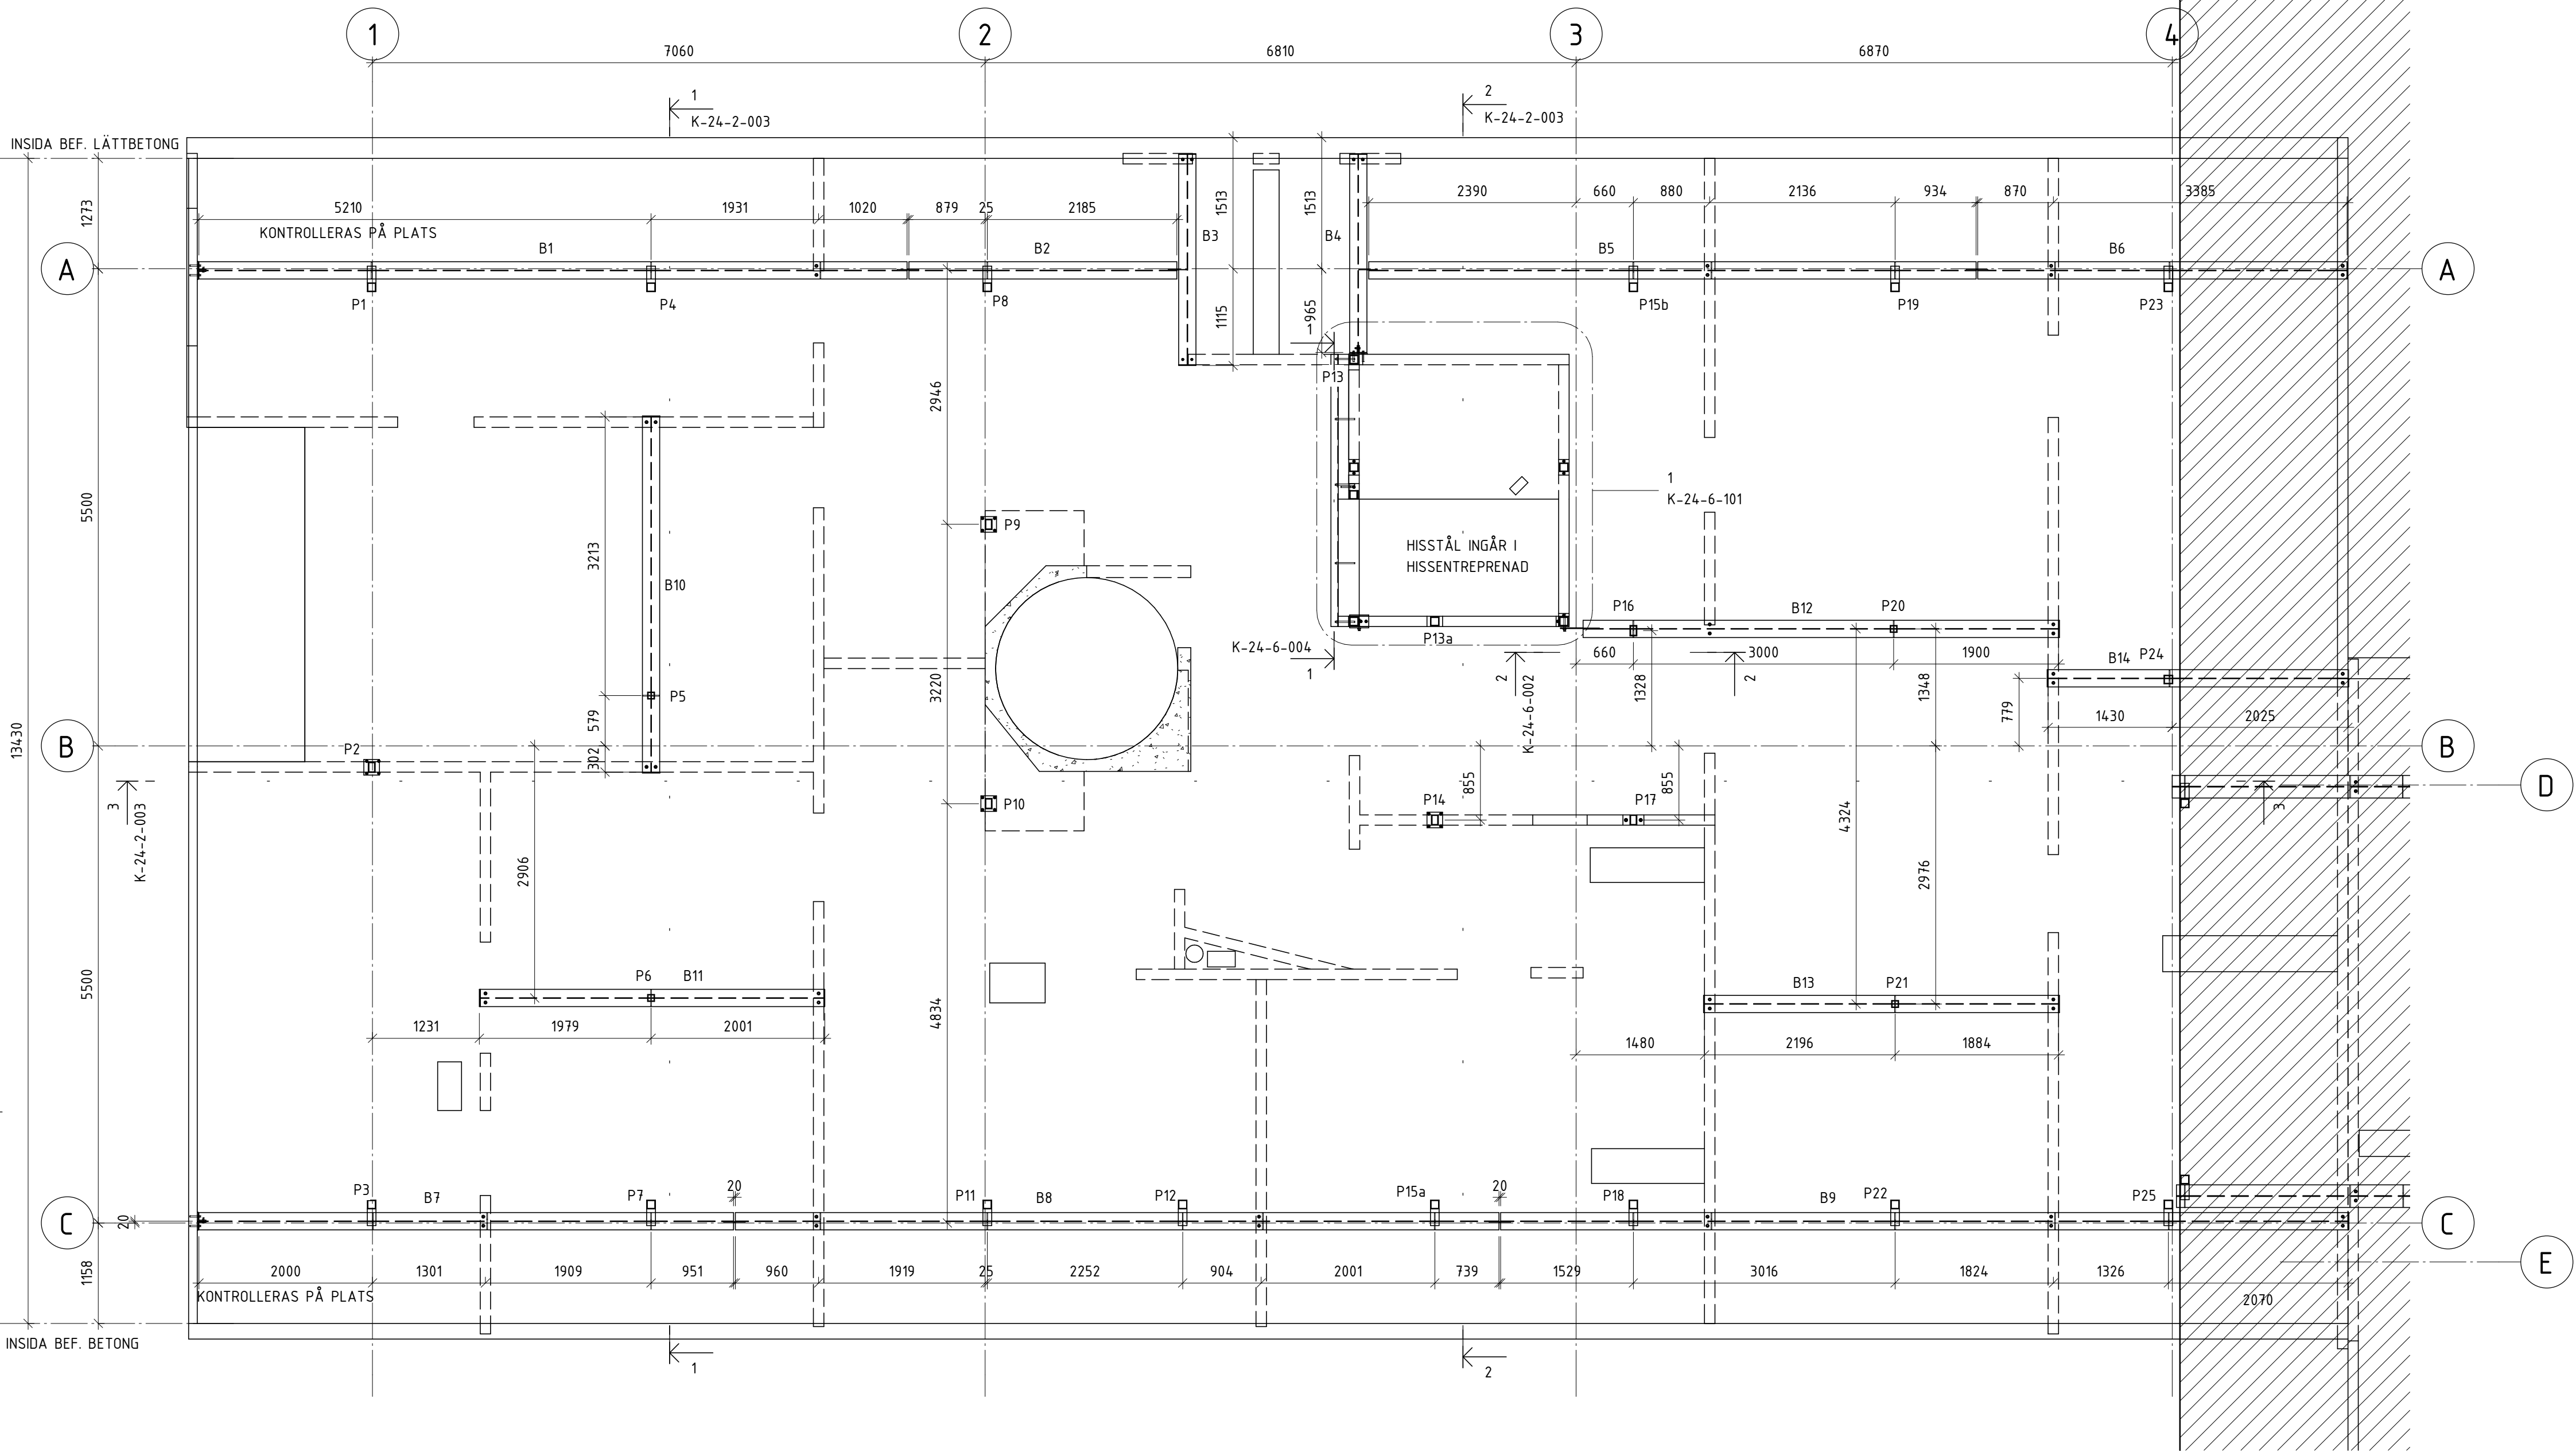 1
2
3
4
7060
6810
6870
1
K-24-2-003
2
K-24-2-003
INSIDA BEF. LÄTTBETONG
5210
1931
1020
879
25
2185
KONTROLLERAS PÅ PLATS
1273
1513
1513
2390
660
880
2136
934
870
3385
B1
B2
B3
B4
B5
B6
A
A
P1
P4
P8
P15b
P19
P23
1115
965
P13
2946
1
K-24-6-101
5500
3213
P9
HISSTÅL INGÅR I
HISSENTREPRENAD
B10
P16
B12
P20
P13a
K-24-6-004
1
660
3000
1900
B14
P24
2
K-24-6-002
2
1328
1348
779
1430
2025
P5
3220
579
13430
B
B
P2
302
D
3
K-24-2-003
3
P10
855
855
P14
P17
4324
2906
2976
P6
B11
B13
P21
5500
4834
1231
1979
2001
1480
2196
1884
P3
B7
P7
20
P11
B8
P12
P15a
20
P18
B9
P22
P25
C
20
C
E
1158
2000
1301
1909
951
960
1919
25
2252
904
2001
739
1529
3016
1824
1326
2070
KONTROLLERAS PÅ PLATS
INSIDA BEF. BETONG
1
2